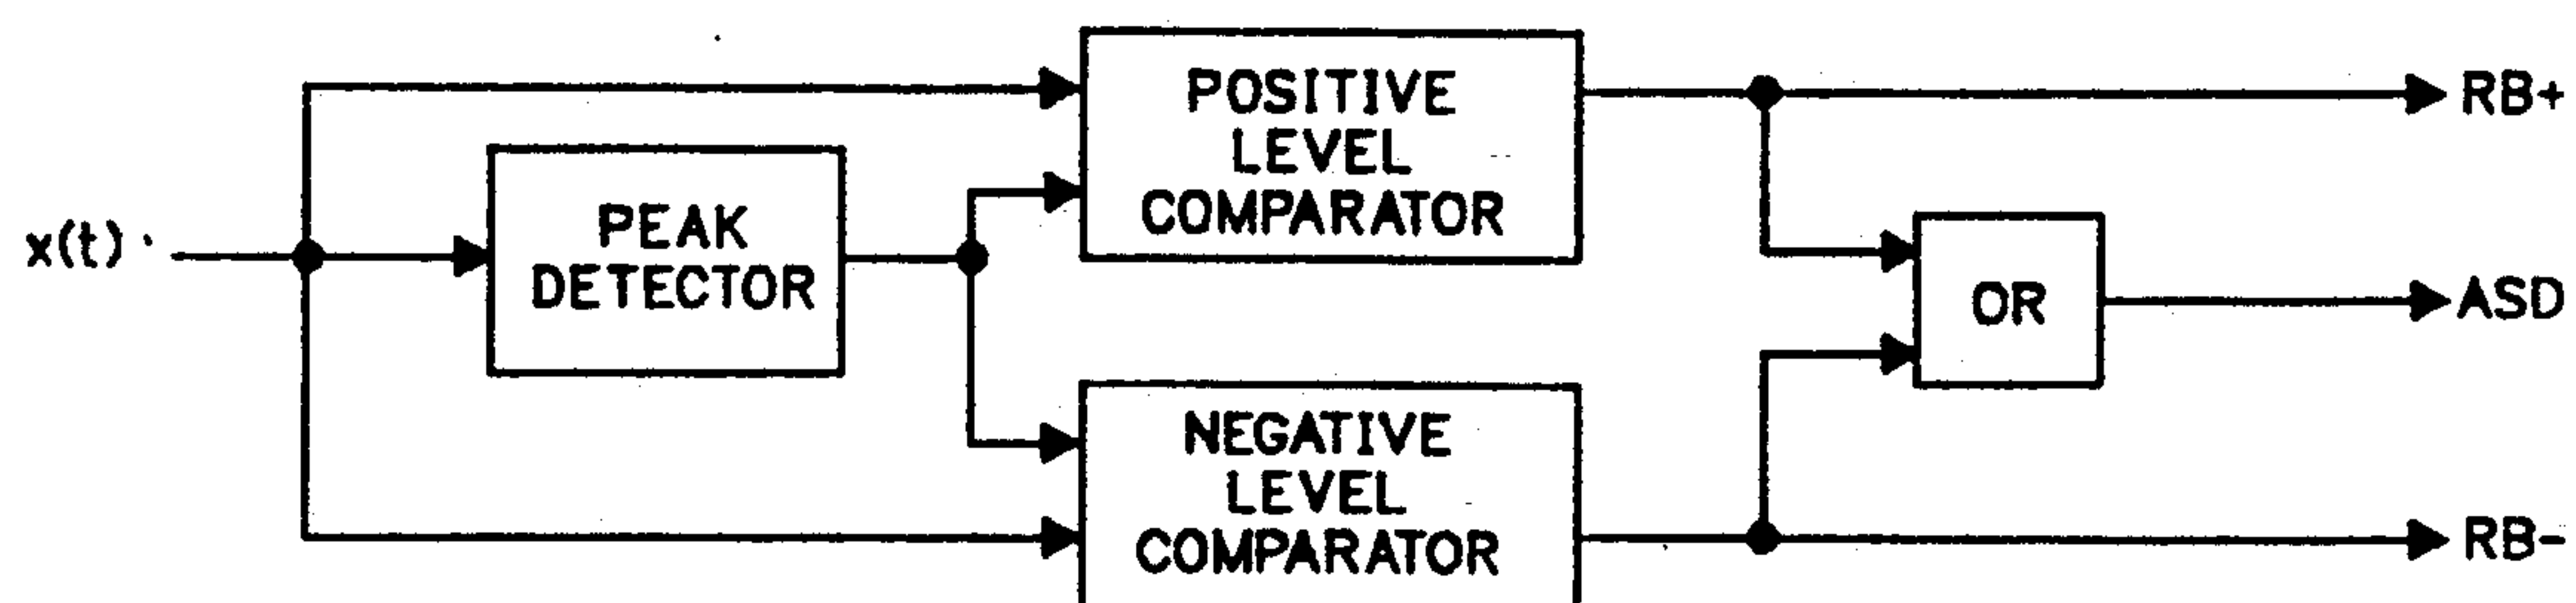 POSITIVE
LEVEL
COMPARATOR
RB+
x(t)
PEAK
DETECTOR
OR
ASD
NEGATIVE
LEVEL
COMPARATOR
RB-